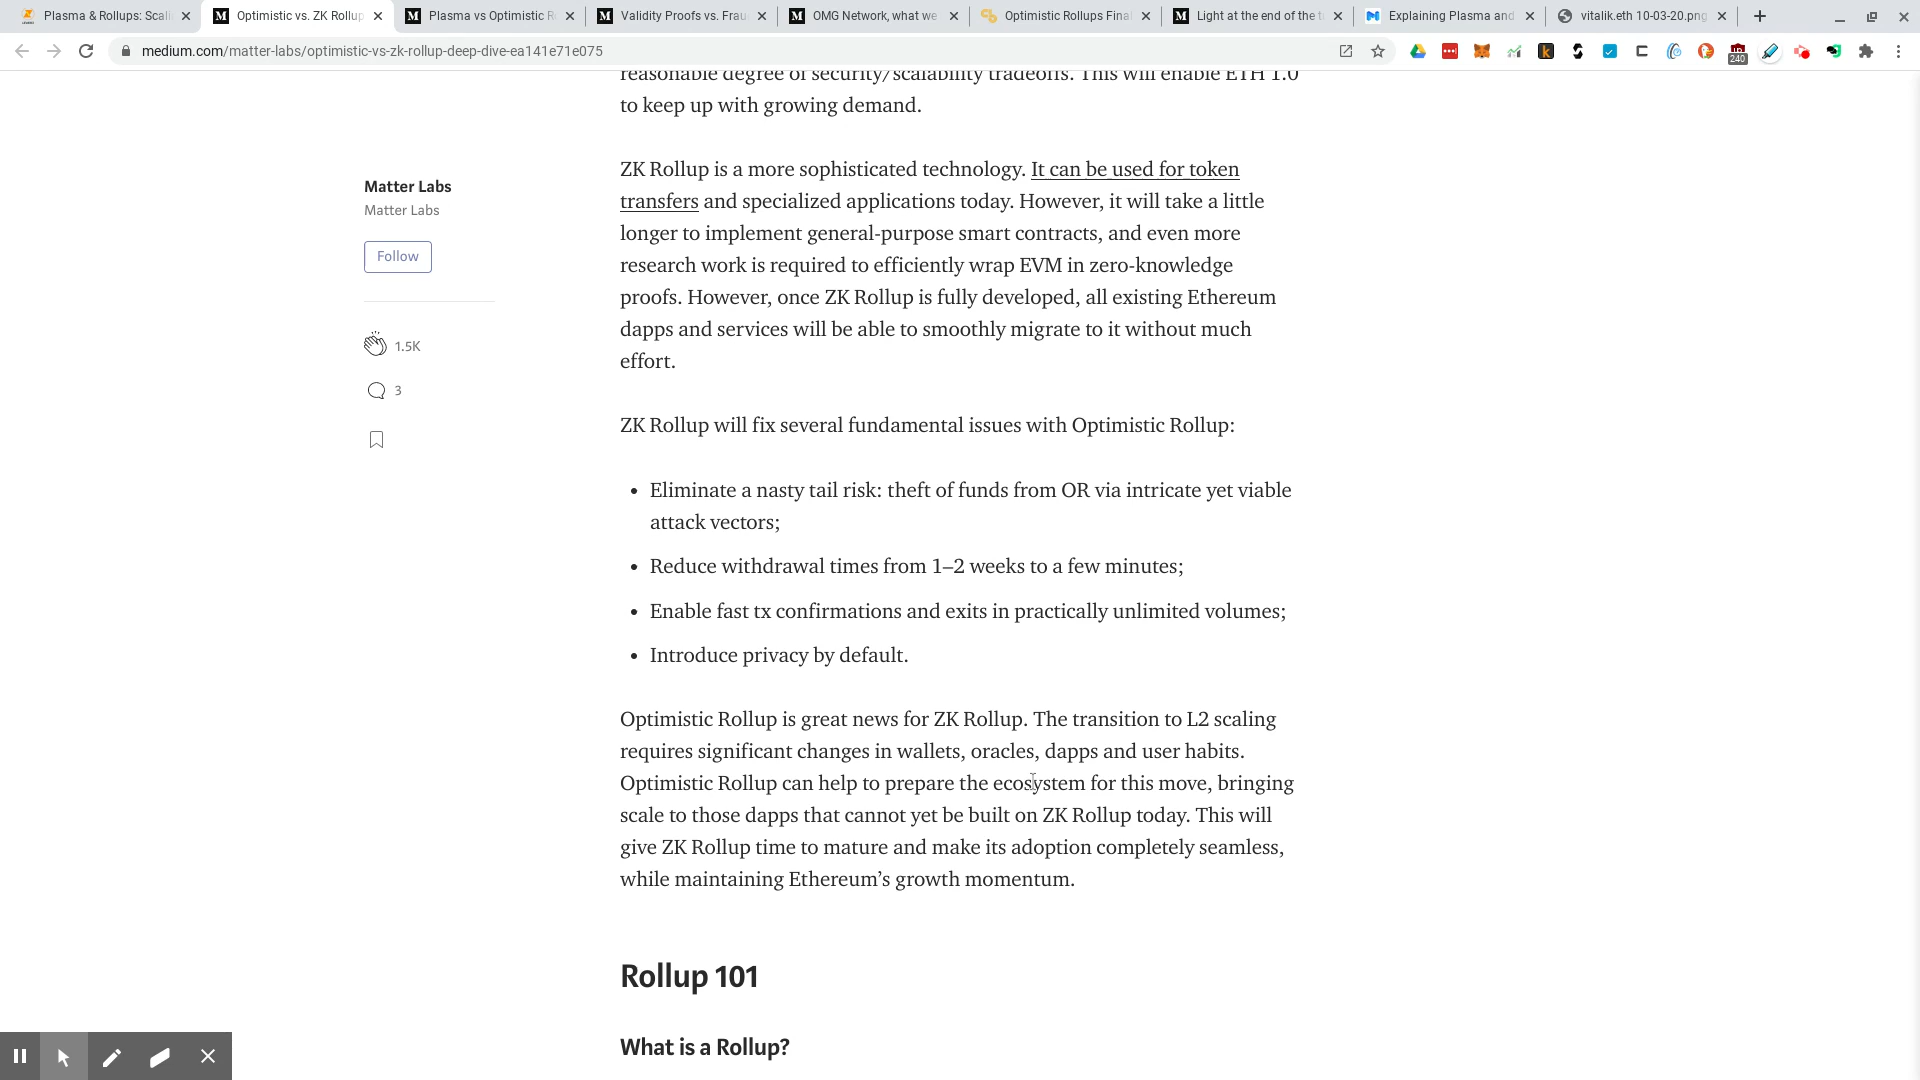 Plasma & Rollups: Scali
Optimistic vs. ZK Rollup
Plasma vs Optimistic R
Validity Proofs vs. Frau
OMG Network, what we
Optimistic Rollups Fina
Light at the end of the t
Explaining Plasma and
vitalik.eth 10-03-20.png
medium.com/matter-labs/optimistic-vs-zk-rollup-deep-dive-ea141e71e075
240
reasonable degree of security/scalability tradeoffs. This will enable ETH 1.0
to keep up with growing demand.
Matter Labs
Matter Labs
Follow
1.5K
3
ZK Rollup is a more sophisticated technology. It can be used for token
transfers and specialized applications today. However, it will take a little
longer to implement general-purpose smart contracts, and even more
research work is required to efficiently wrap EVM in zero-knowledge
proofs. However, once ZK Rollup is fully developed, all existing Ethereum
dapps and services will be able to smoothly migrate to it without much
effort.
ZK Rollup will fix several fundamental issues with Optimistic Rollup:
• Eliminate a nasty tail risk: theft of funds from OR via intricate yet viable
attack vectors;
• Reduce withdrawal times from 1–2 weeks to a few minutes;
• Enable fast tx confirmations and exits in practically unlimited volumes;
• Introduce privacy by default.
Optimistic Rollup is great news for ZK Rollup. The transition to L2 scaling
requires significant changes in wallets, oracles, dapps and user habits.
Optimistic Rollup can help to prepare the ecosystem for this move, bringing
scale to those dapps that cannot yet be built on ZK Rollup today. This will
give ZK Rollup time to mature and make its adoption completely seamless,
while maintaining Ethereum’s growth momentum.
Rollup 101
What is a Rollup?